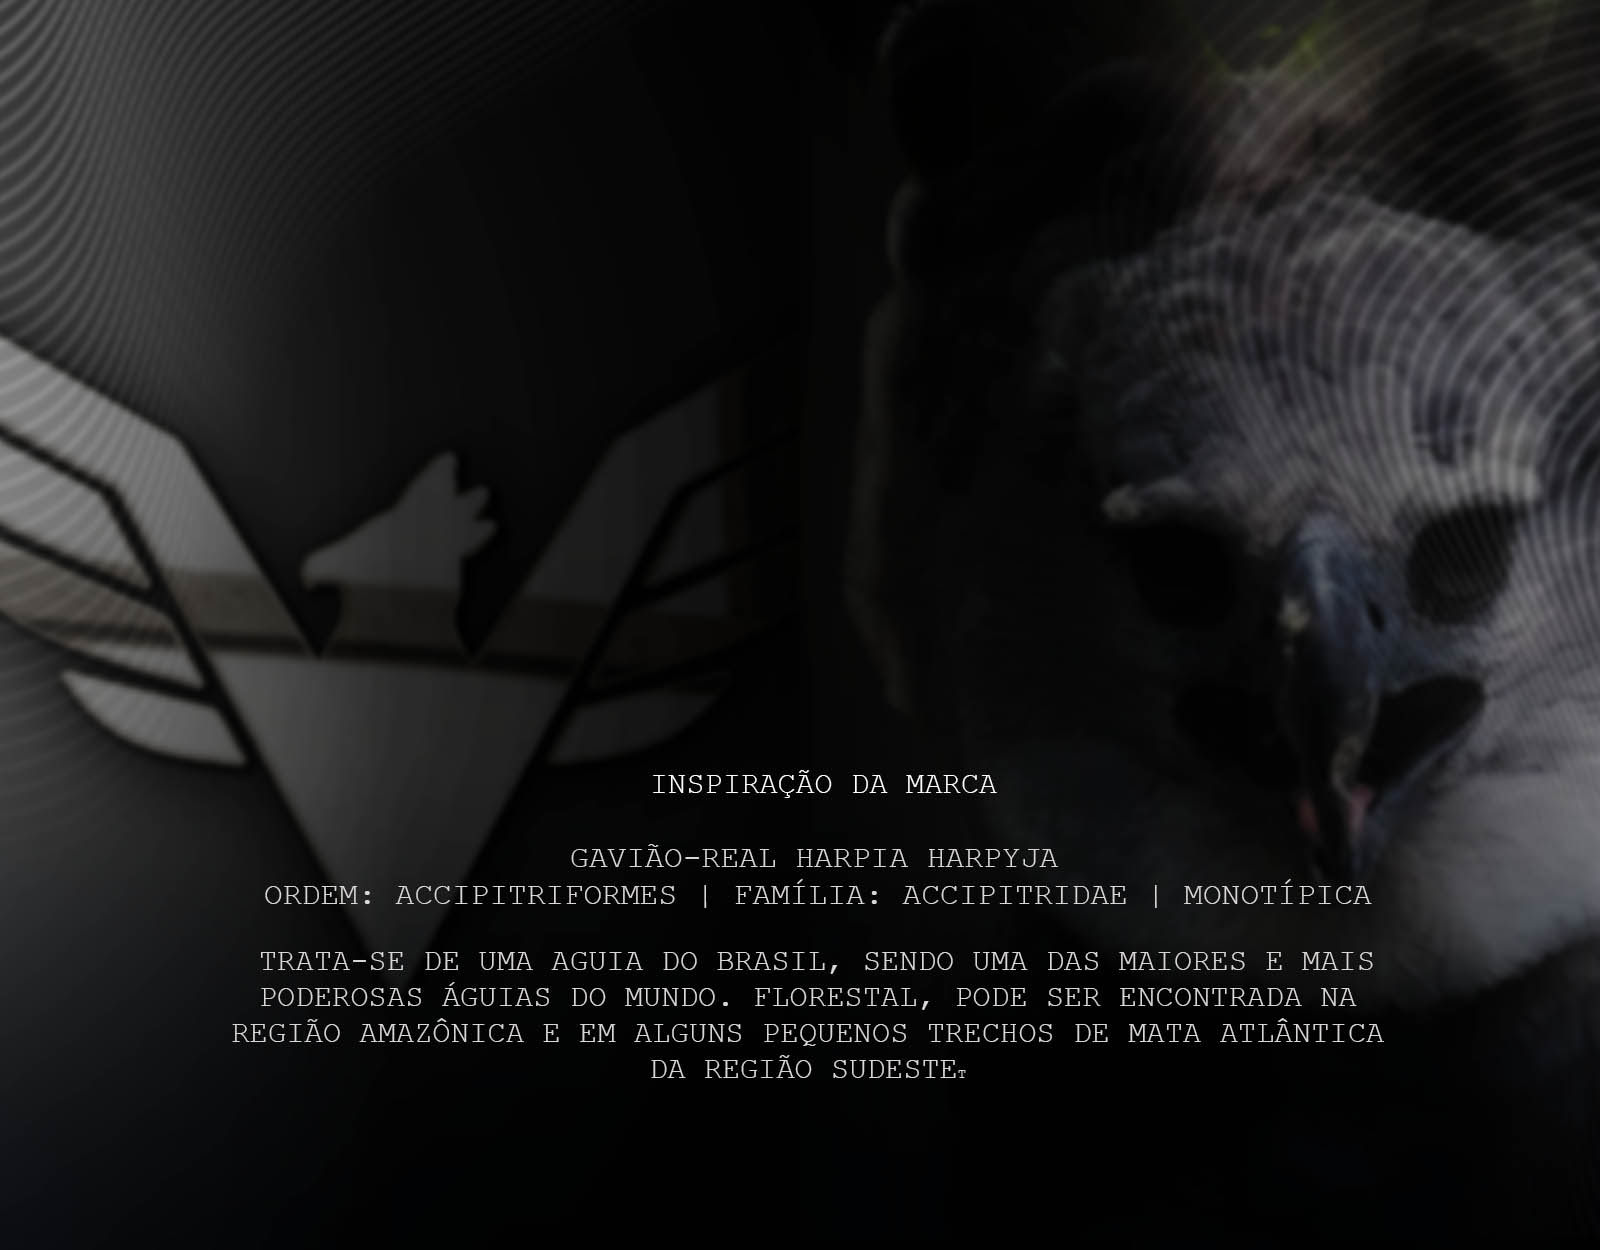 INSPIRAÇÃO DA MARCA
GAVIÃO-REAL HARPIA HARPYJA
ORDEM: ACCIPITRIFORMES | FAMÍLIA: ACCIPITRIDAE | MONOTÍPICA
TRATA-SE DE UMA AGUIA DO BRASIL, SENDO UMA DAS MAIORES E MAIS
PODEROSAS ÁGUIAS DO MUNDO. FLORESTAL, PODE SER ENCONTRADA NA
REGIÃO AMAZÔNICA E EM ALGUNS PEQUENOS TRECHOS DE MATA ATLÂNTICA
DA REGIÃO SUDESTET